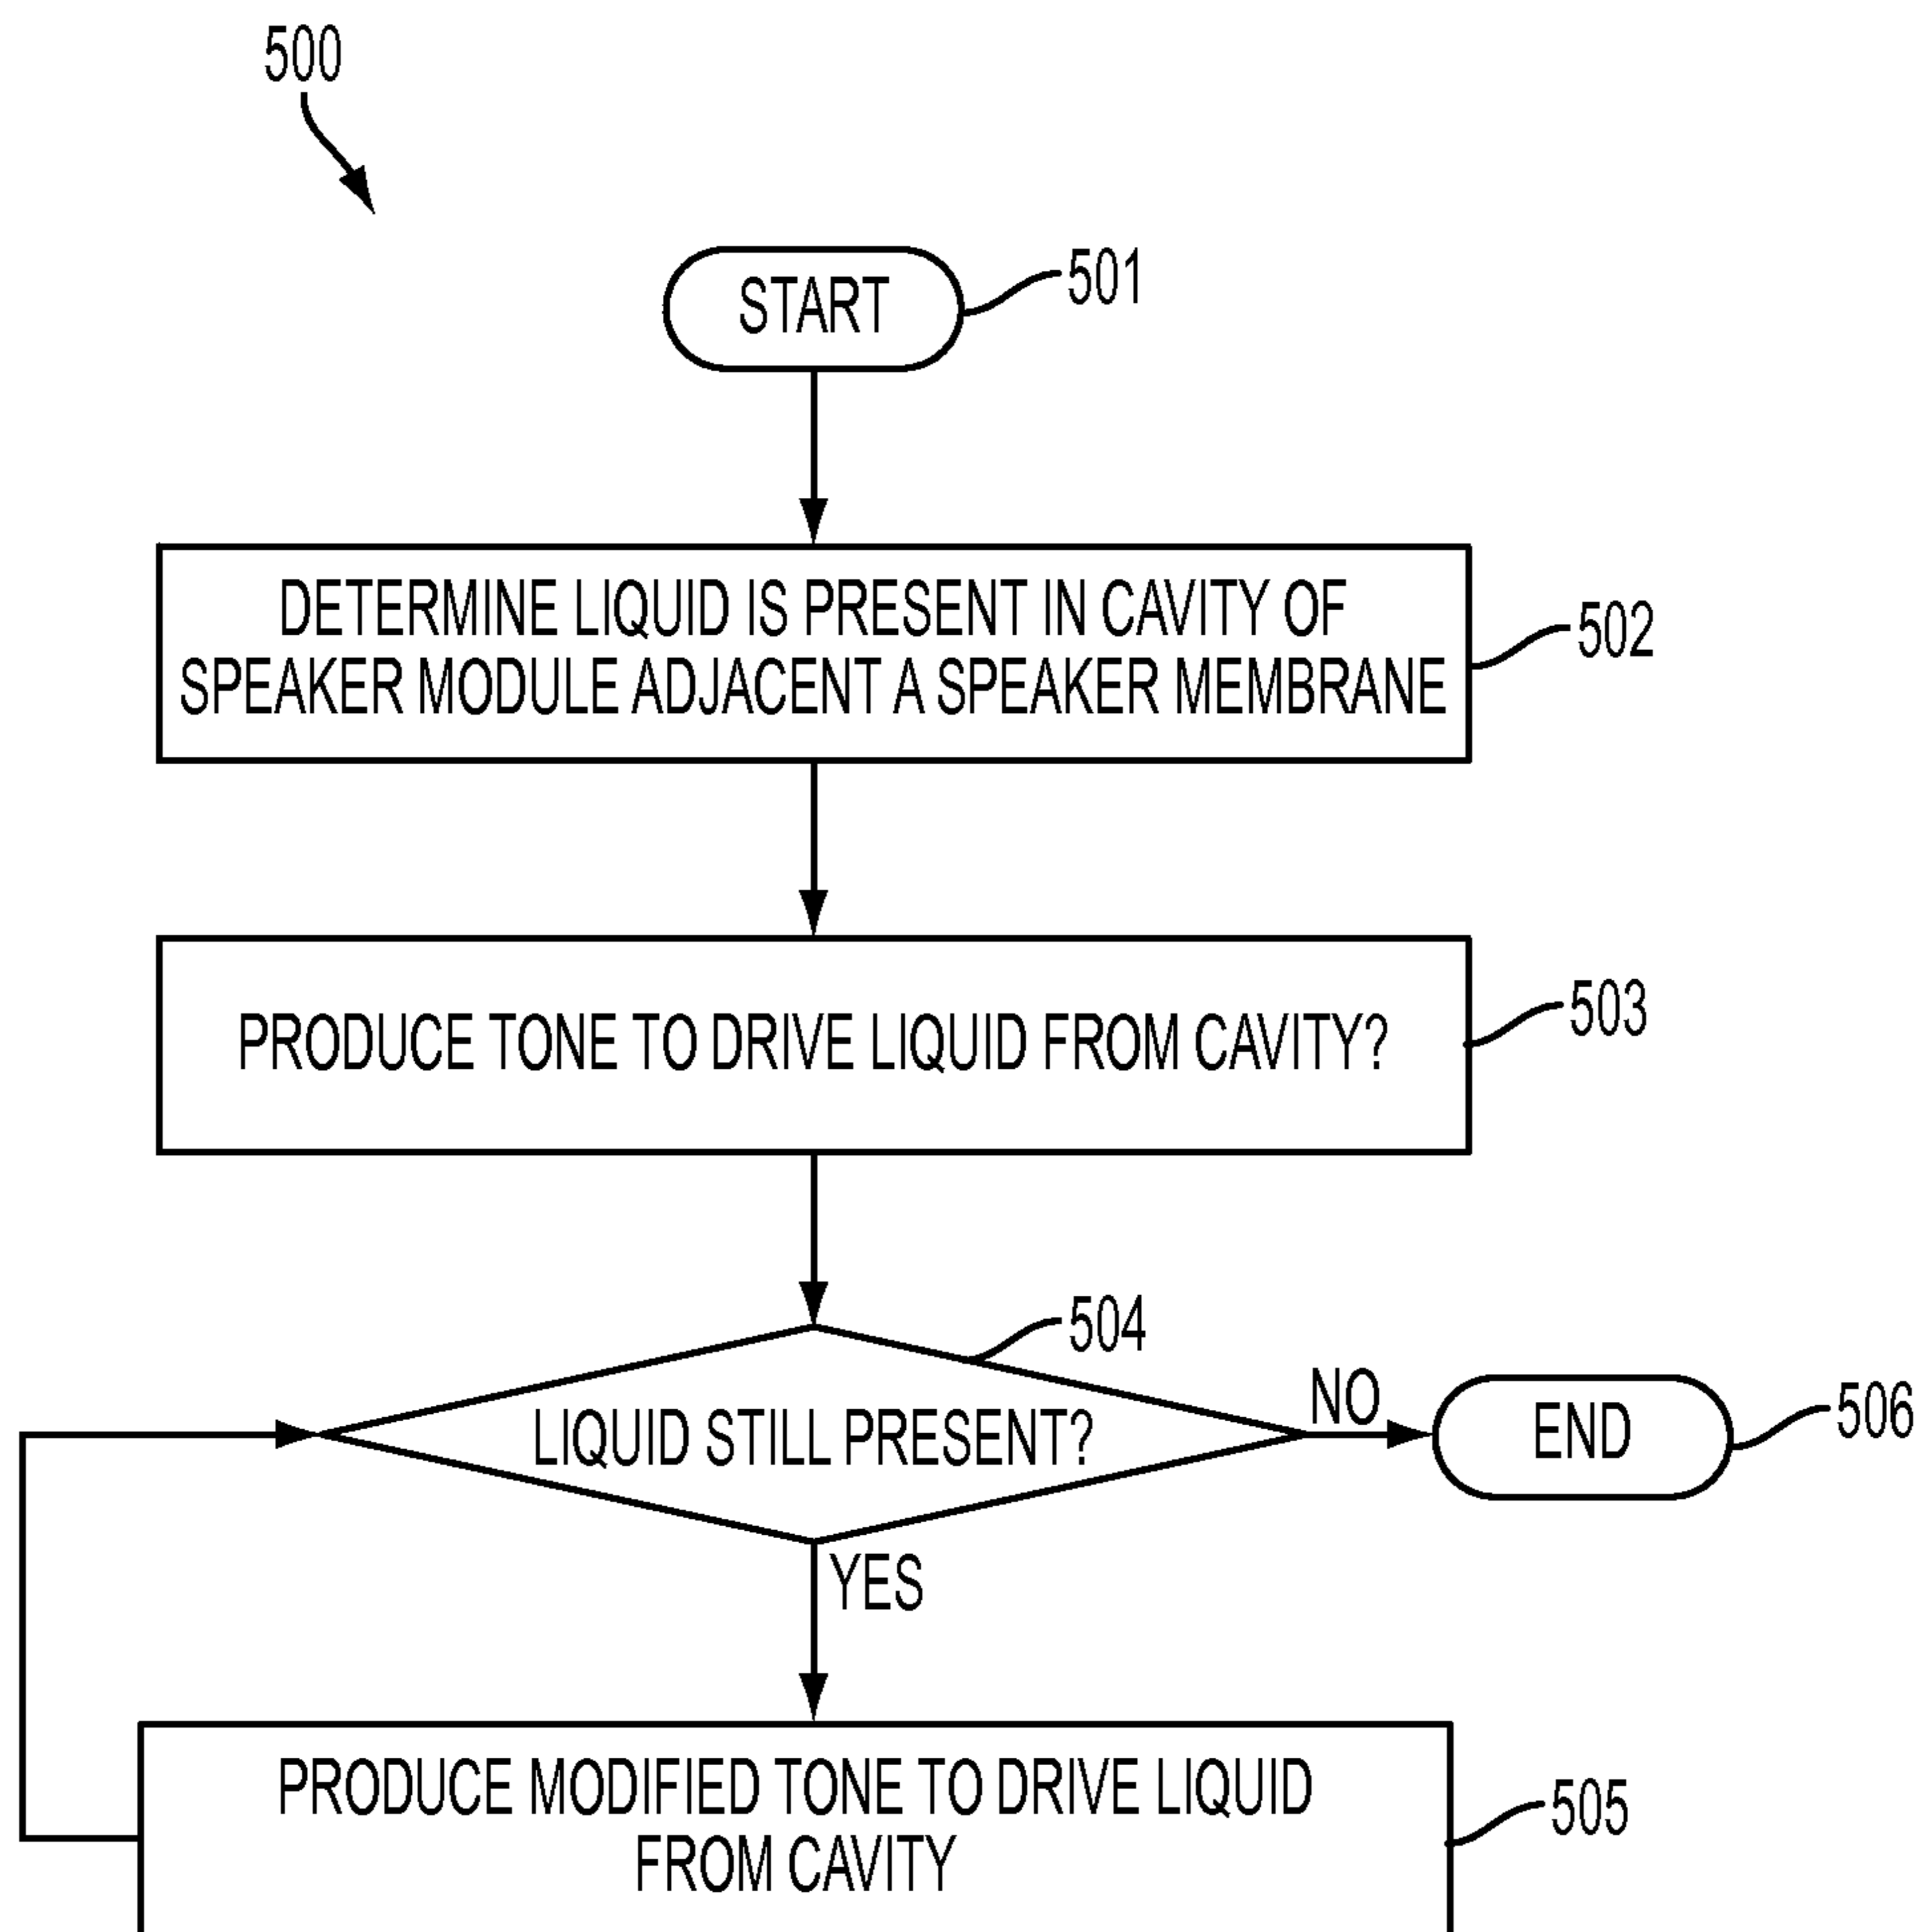 500
START
501
DETERMINE LIQUID IS PRESENT IN CAVITY OF
SPEAKER MODULE ADJACENT A SPEAKER MEMBRANE
502
PRODUCE TONE TO DRIVE LIQUID FROM CAVITY?
503
504
LIQUID STILL PRESENT?
NO
END
506
YES
PRODUCE MODIFIED TONE TO DRIVE LIQUID
FROM CAVITY
505